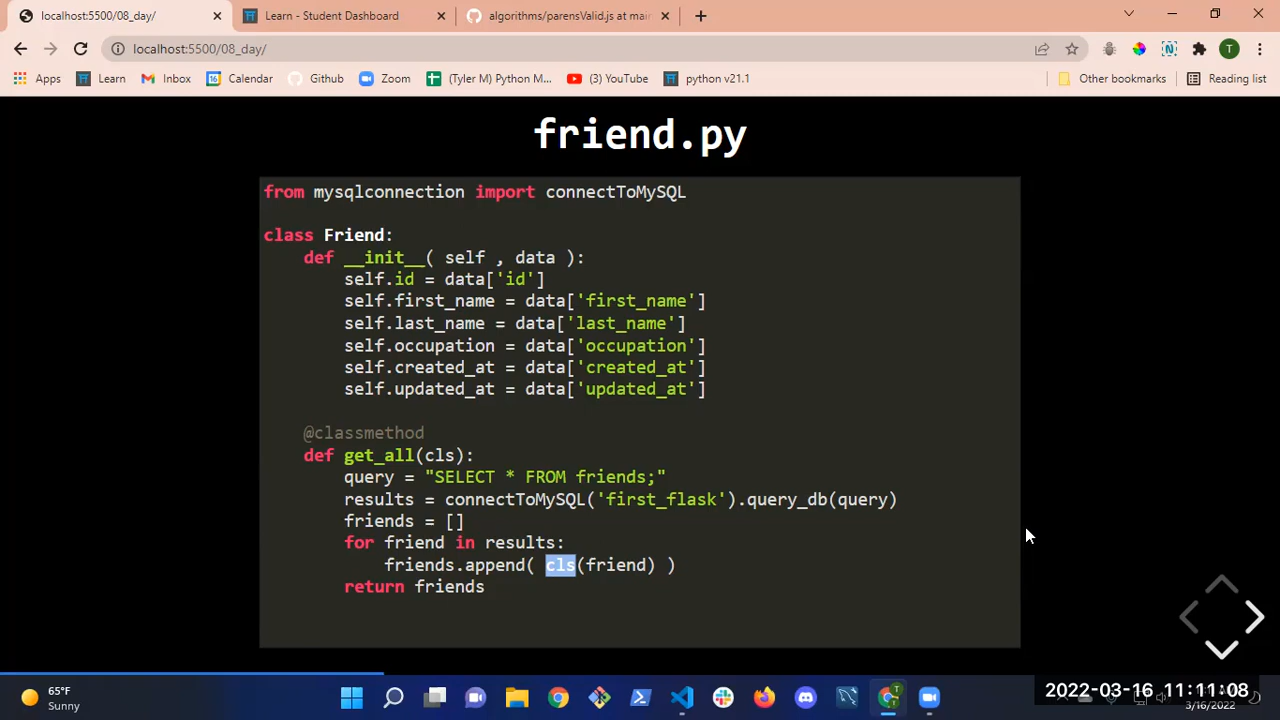 localhost:5500/08_day/
Learn - Student Dashboard
algorithms/parensValid.js at main
localhost:5500/08_day/
T
Apps
Learn
Inbox
16
Calendar
Github
Zoom
(Tyler M) Python M...
(3) YouTube
python v21.1
Other bookmarks
Reading list
friend.py
from mysqlconnection import connectToMySQL
class Friend:
def __init__( self , data ):
self.id = data['id']
self.first_name = data['first_name']
self.last_name = data['last_name']
self.occupation = data['occupation']
self.created_at = data['created_at']
self.updated_at = data['updated_at']
@classmethod
def get_all(cls):
query = "SELECT * FROM friends;"
results = connectToMySQL('first_flask').query_db(query)
friends = []
for friend in results:
friends.append( cls(friend) )
return friends
65°F
Sunny
2022-03-16 11:11:08
3/16/2022